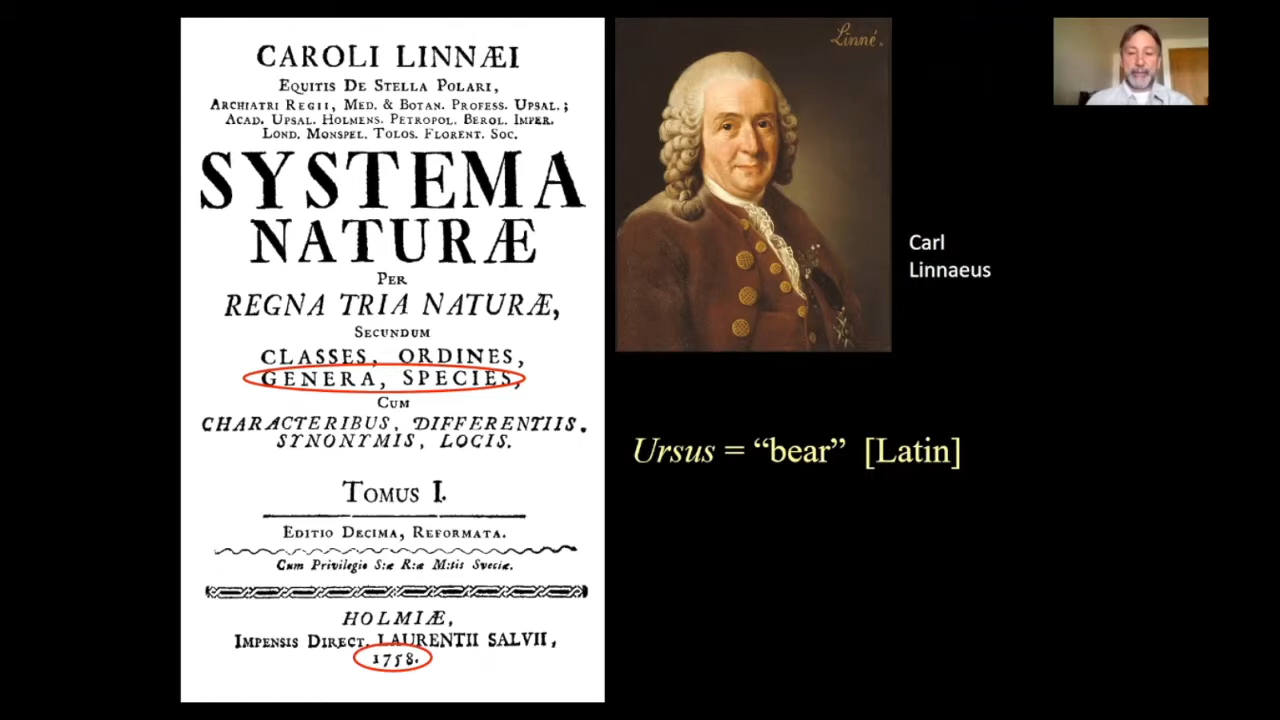 CAROLI LINNÆI
EQUITIS DE STELLA POLARI,
ARCHIATRI REGII, MED. & BOTAN. PROFESS. UPSAL.;
ACAD. UPSAL. HOLMENS. PETROPOL. BEROL. IMPER.
LOND. MONSPEL. TOLOS. FLORENT. SOC.
SYSTEMA
NATURÆ
PER
REGNA TRIA NATURÆ,
SECUNDUM
CLASSES, ORDINES,
GENERA, SPECIES,
CUM
CHARACTERIBUS, DIFFERENTIIS.
SYNONYMIS, LOCIS.
TOMUS I.
EDITIO DECIMA, REFORMATA.
Cum Privilegio S:æ R:æ M:tis Sveciæ.
HOLMIÆ,
IMPENSIS DIRECT. LAURENTII SALVII,
1758.
Linné.
Carl
Linnaeus
Ursus = “bear” [Latin]